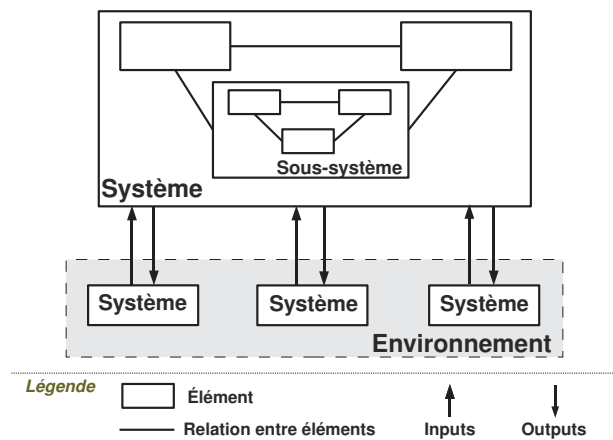 Sous-système
Système
Système
Système
Système
Environnement
Légende
Élément
Relation entre éléments
Inputs
Outputs